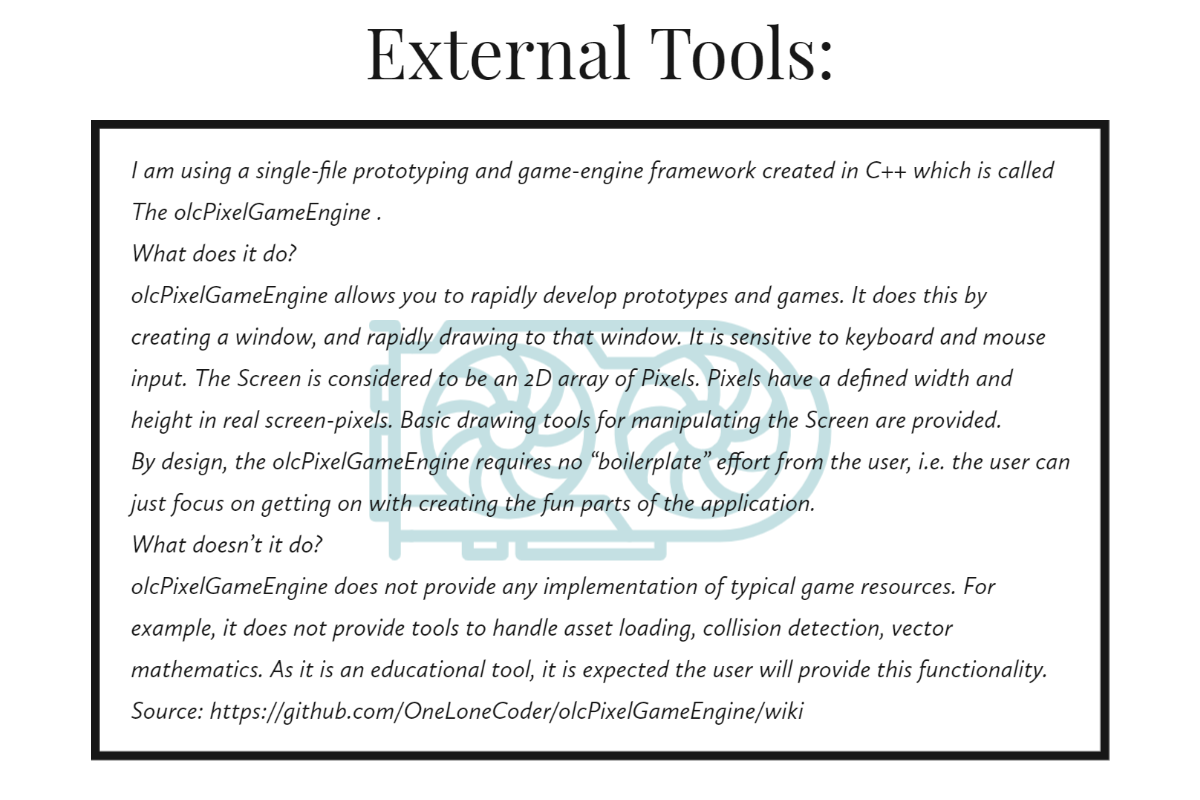 External Tools:
I am using a single-file prototyping and game-engine framework created in C++ which is called
The olcPixelGameEngine .
What does it do?
olcPixelGameEngine allows you to rapidly develop prototypes and games. It does this by
creating a window, and rapidly drawing to that window. It is sensitive to keyboard and mouse
input. The Screen is considered to be an 2D array of Pixels. Pixels have a defined width and
height in real screen-pixels. Basic drawing tools for manipulating the Screen are provided.
By design, the olcPixelGameEngine requires no “boilerplate” effort from the user, i.e. the user can
just focus on getting on with creating the fun parts of the application.
What doesn’t it do?
olcPixelGameEngine does not provide any implementation of typical game resources. For
example, it does not provide tools to handle asset loading, collision detection, vector
mathematics. As it is an educational tool, it is expected the user will provide this functionality.
Source: https://github.com/OneLoneCoder/olcPixelGameEngine/wiki